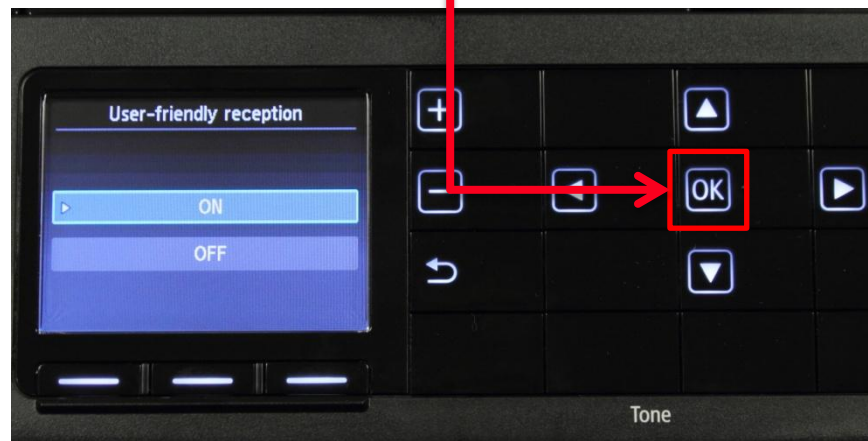 User-friendly reception
ON
OFF
+
-
OK
Tone